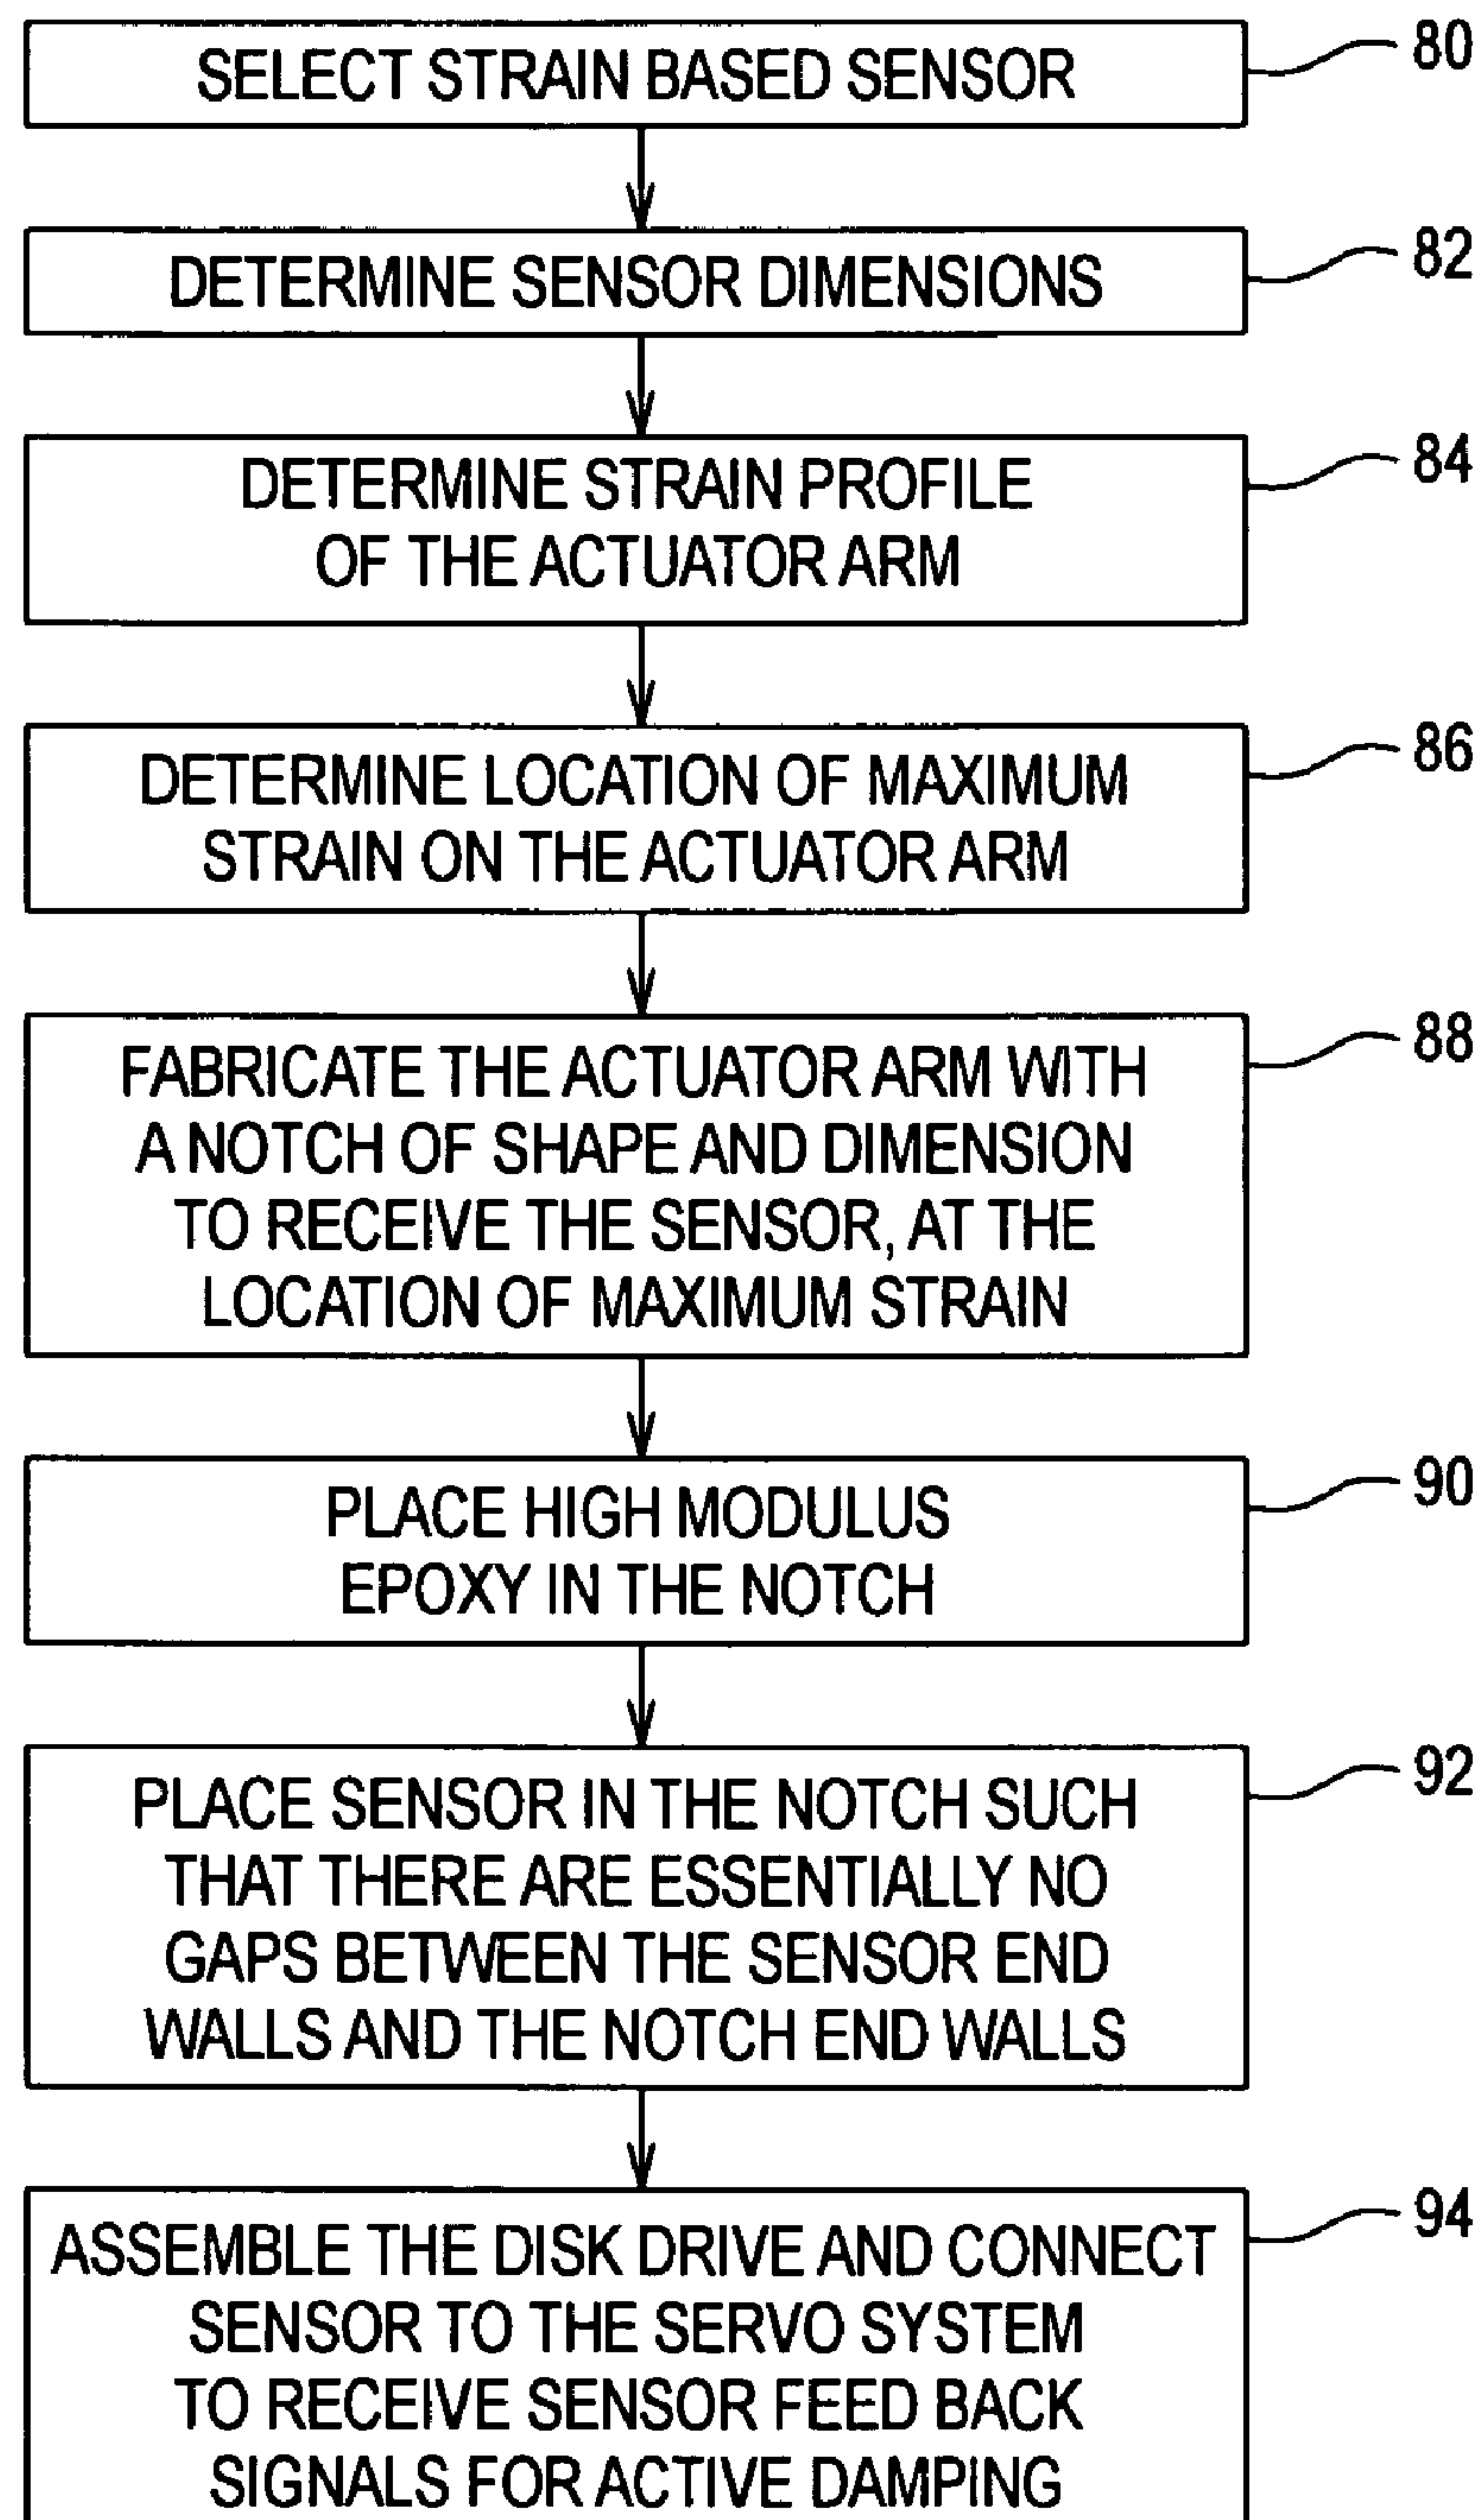 SELECT STRAIN BASED SENSOR
80
DETERMINE SENSOR DIMENSIONS
82
DETERMINE STRAIN PROFILE
OF THE ACTUATOR ARM
84
DETERMINE LOCATION OF MAXIMUM
STRAIN ON THE ACTUATOR ARM
86
FABRICATE THE ACTUATOR ARM WITH
A NOTCH OF SHAPE AND DIMENSION
TO RECEIVE THE SENSOR, AT THE
LOCATION OF MAXIMUM STRAIN
88
PLACE HIGH MODULUS
EPOXY IN THE NOTCH
90
PLACE SENSOR IN THE NOTCH SUCH
THAT THERE ARE ESSENTIALLY NO
GAPS BETWEEN THE SENSOR END
WALLS AND THE NOTCH END WALLS
92
ASSEMBLE THE DISK DRIVE AND CONNECT
SENSOR TO THE SERVO SYSTEM
TO RECEIVE SENSOR FEED BACK
SIGNALS FOR ACTIVE DAMPING
94